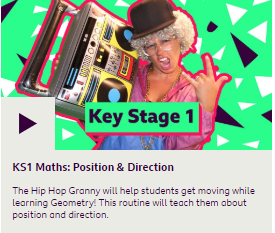 Key Stage 1
KS1 Maths: Position & Direction
The Hip Hop Granny will help students get moving while
learning Geometry! This routine will teach them about
position and direction.